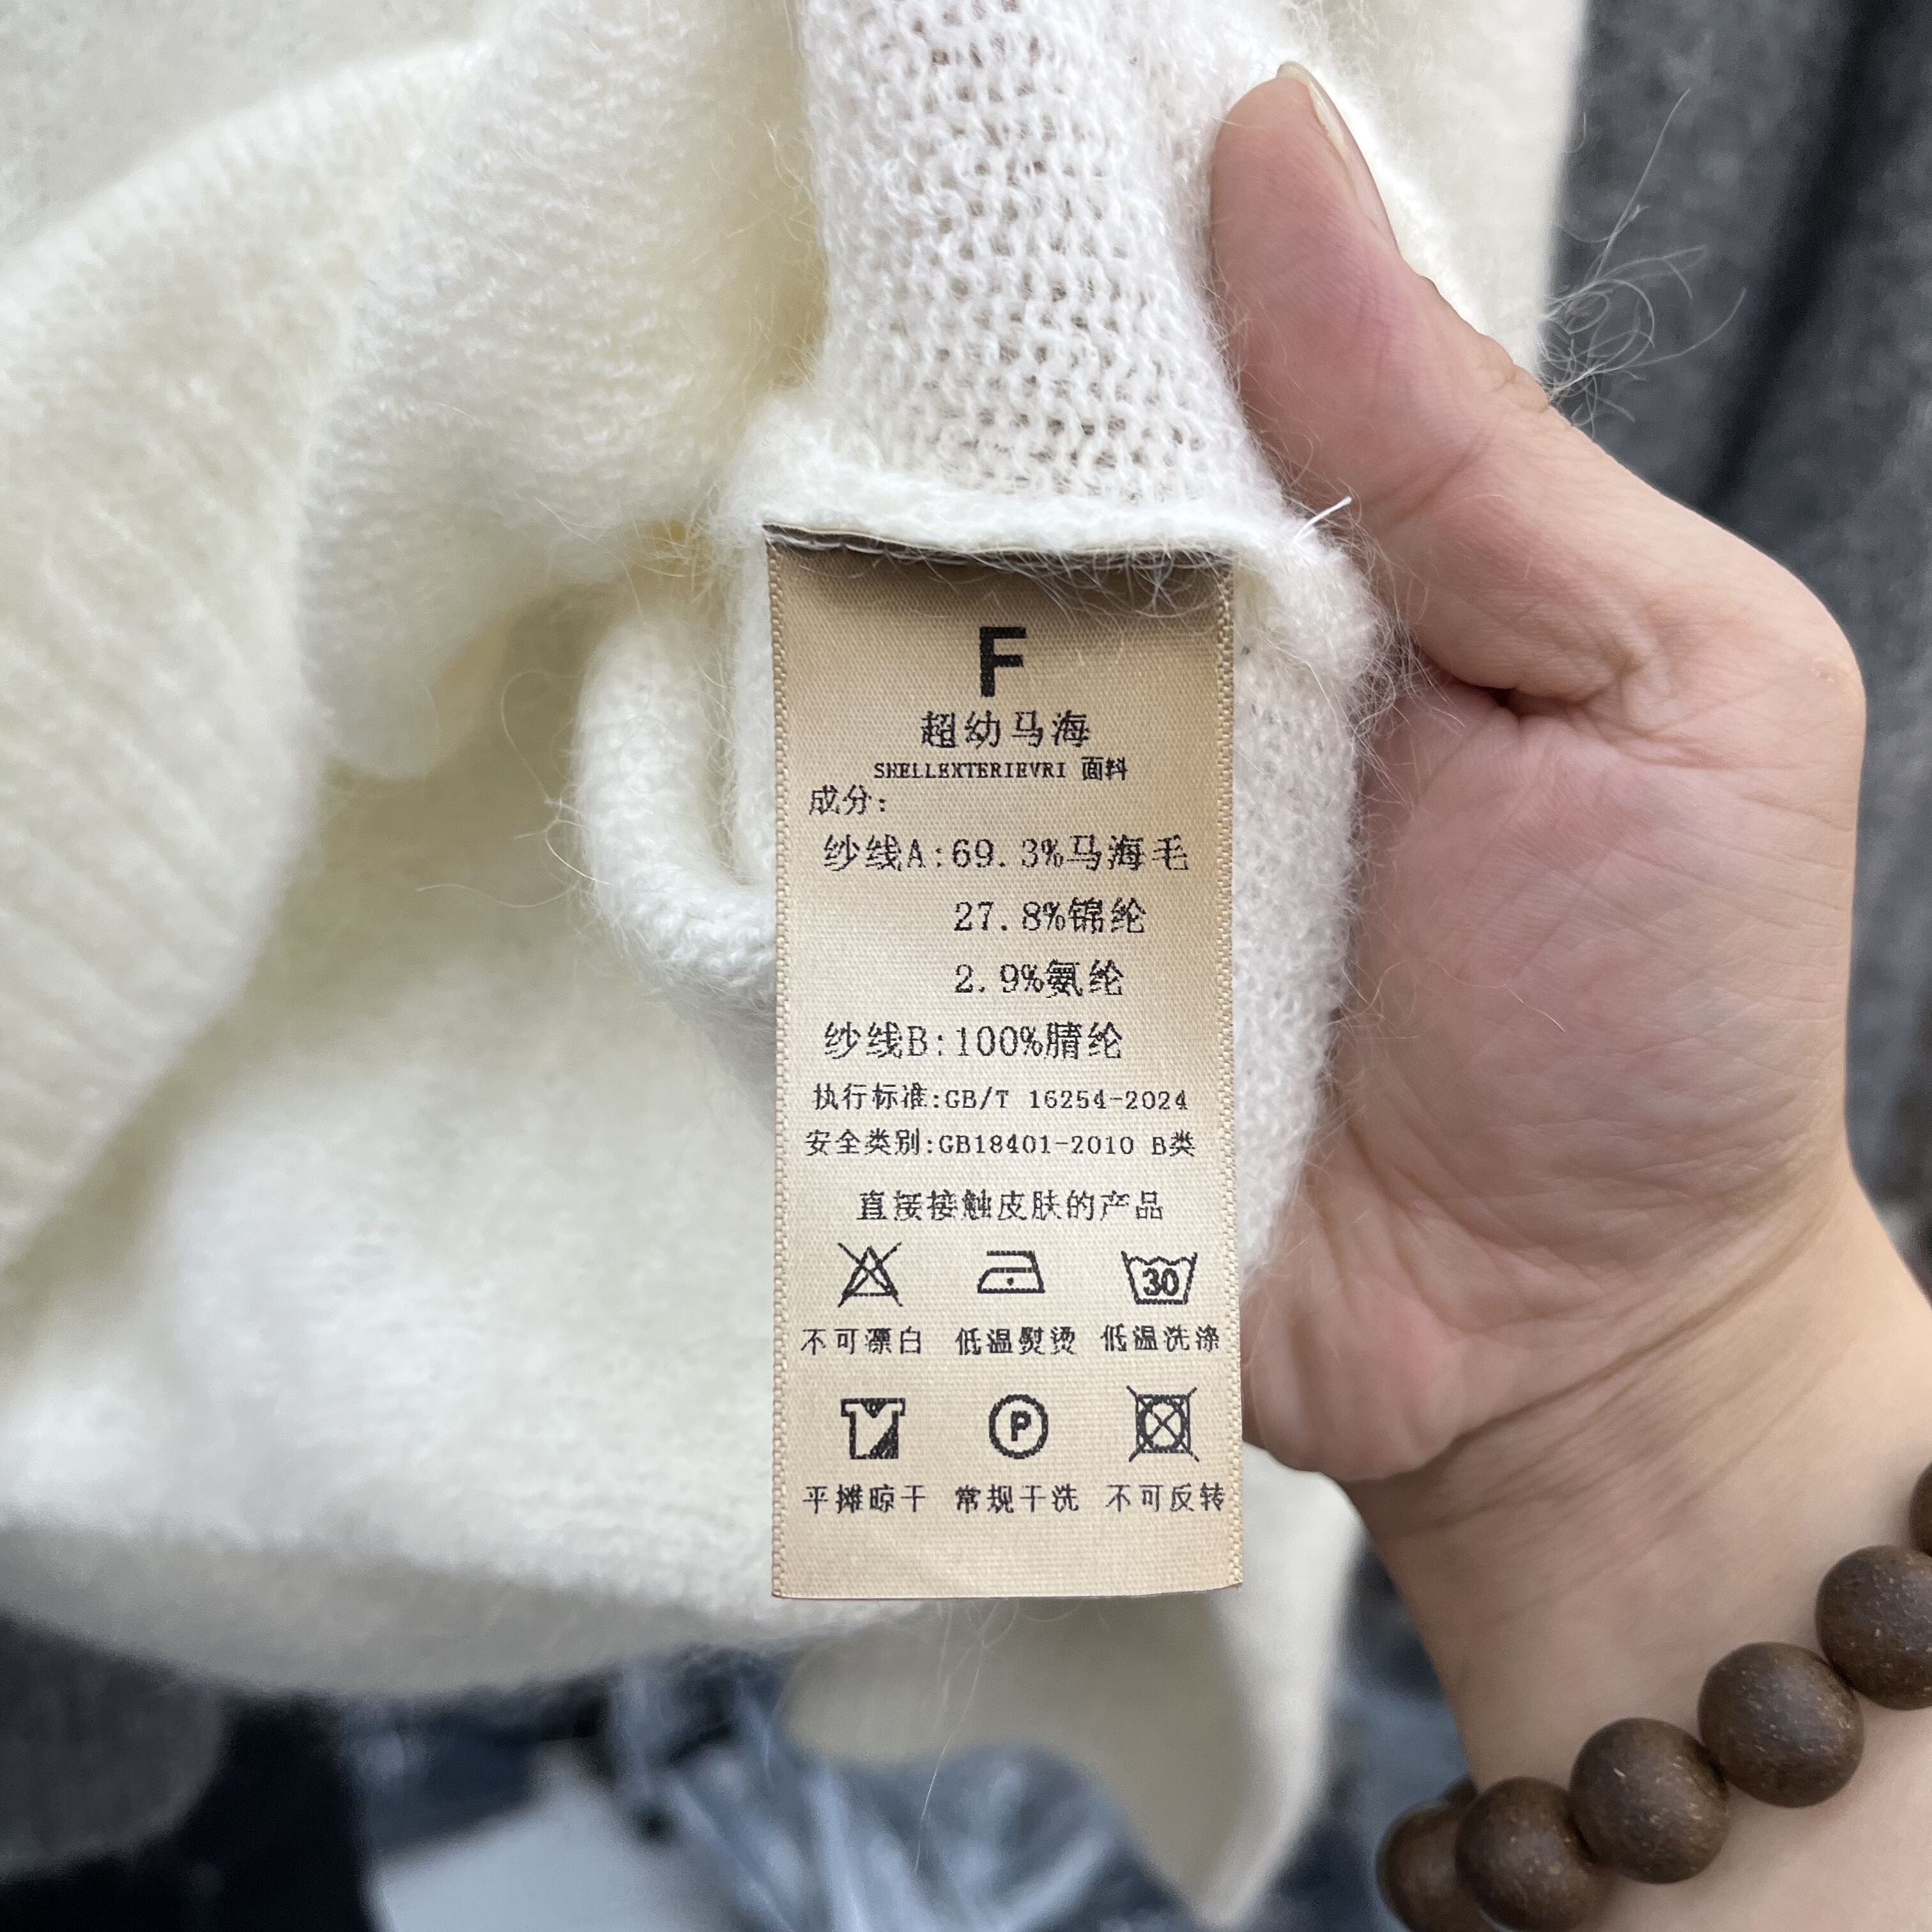 F
超幼马海
SHELLEXTERIEVRI 面料
成分:
纱线A:69.3%马海毛
27.8%锦纶
2.9%氨纶
纱线B:100%腈纶
执行标准:GB/T 16254-2024
安全类别:GB18401-2010 B类
直接接触皮肤的产品
30
不可漂白 低温熨烫 低温洗涤
P
平摊晾干 常规干洗 不可反转